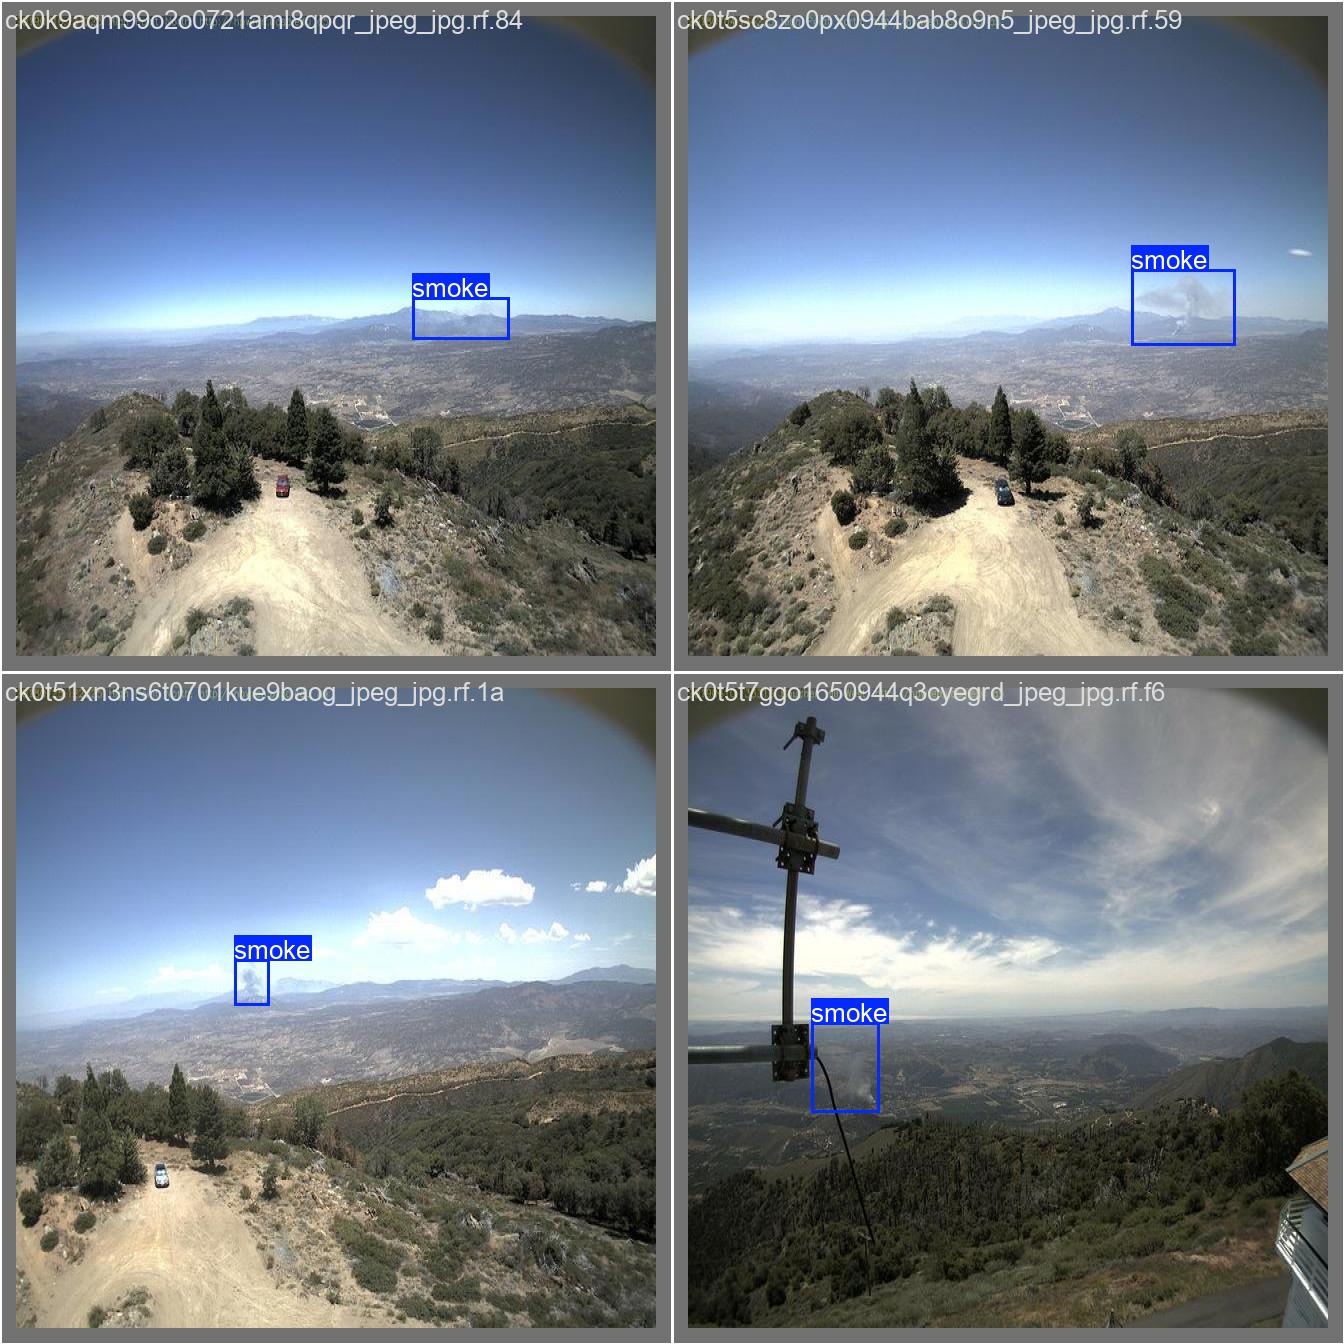 ck0k9aqm99o2o0721aml8qpqr_jpeg_jpg.rf.84
smoke
ck0t5sc8zo0px0944bab8o9n5_jpeg_jpg.rf.59
smoke
ck0t51xn3ns6t0701kue9baog_jpeg_jpg.rf.1a
smoke
ck0t5t7ggo1650944q3cyegrd_jpeg_jpg.rf.f6
smoke